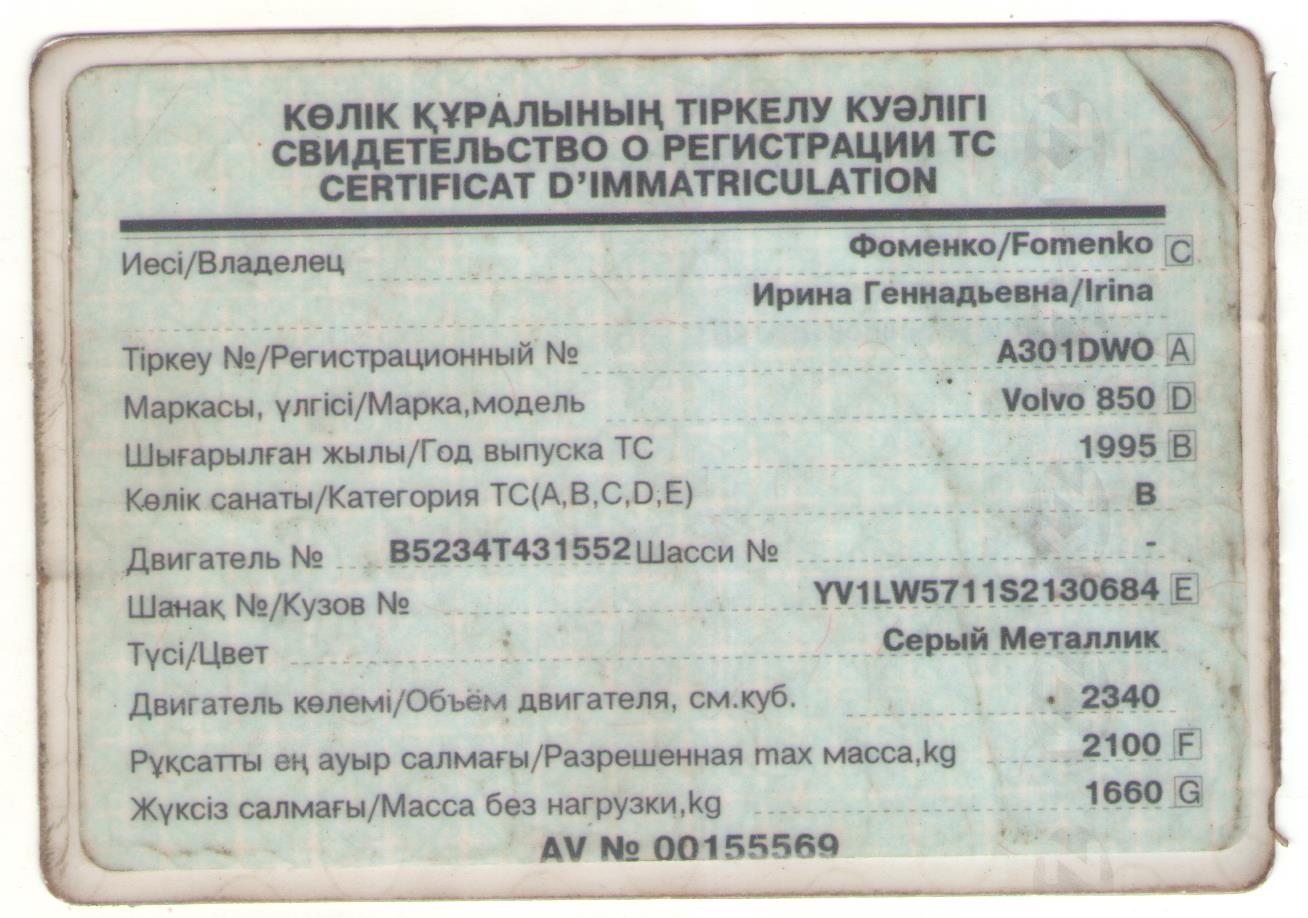 КӨЛІК ҚҰРАЛЫНЫҢ ТІРКЕЛУ КУӘЛІГІ
СВИДЕТЕЛЬСТВО О РЕГИСТРАЦИИ ТС
CERTIFICAT D'IMMATRICULATION
Иесі/Владелец Фоменко/Fomenko C
Ирина Геннадьевна/Irina
Тіркеу №/Регистрационный № A301DWO A
Маркасы, үлгісі/Марка,модель Volvo 850 D
Шығарылған жылы/Год выпуска ТС 1995 B
Көлік санаты/Категория ТС(A,B,C,D,E) B
Двигатель № B5234T431552 Шасси № -
Шанақ №/Кузов № YV1LW5711S2130684 E
Түсі/Цвет Серый Металлик
Двигатель көлемі/Объём двигателя, см.куб. 2340
Рұқсатты ең ауыр салмағы/Разрешенная max масса,kg 2100 F
Жүксіз салмағы/Масса без нагрузки,kg 1660 G
AV № 00155569